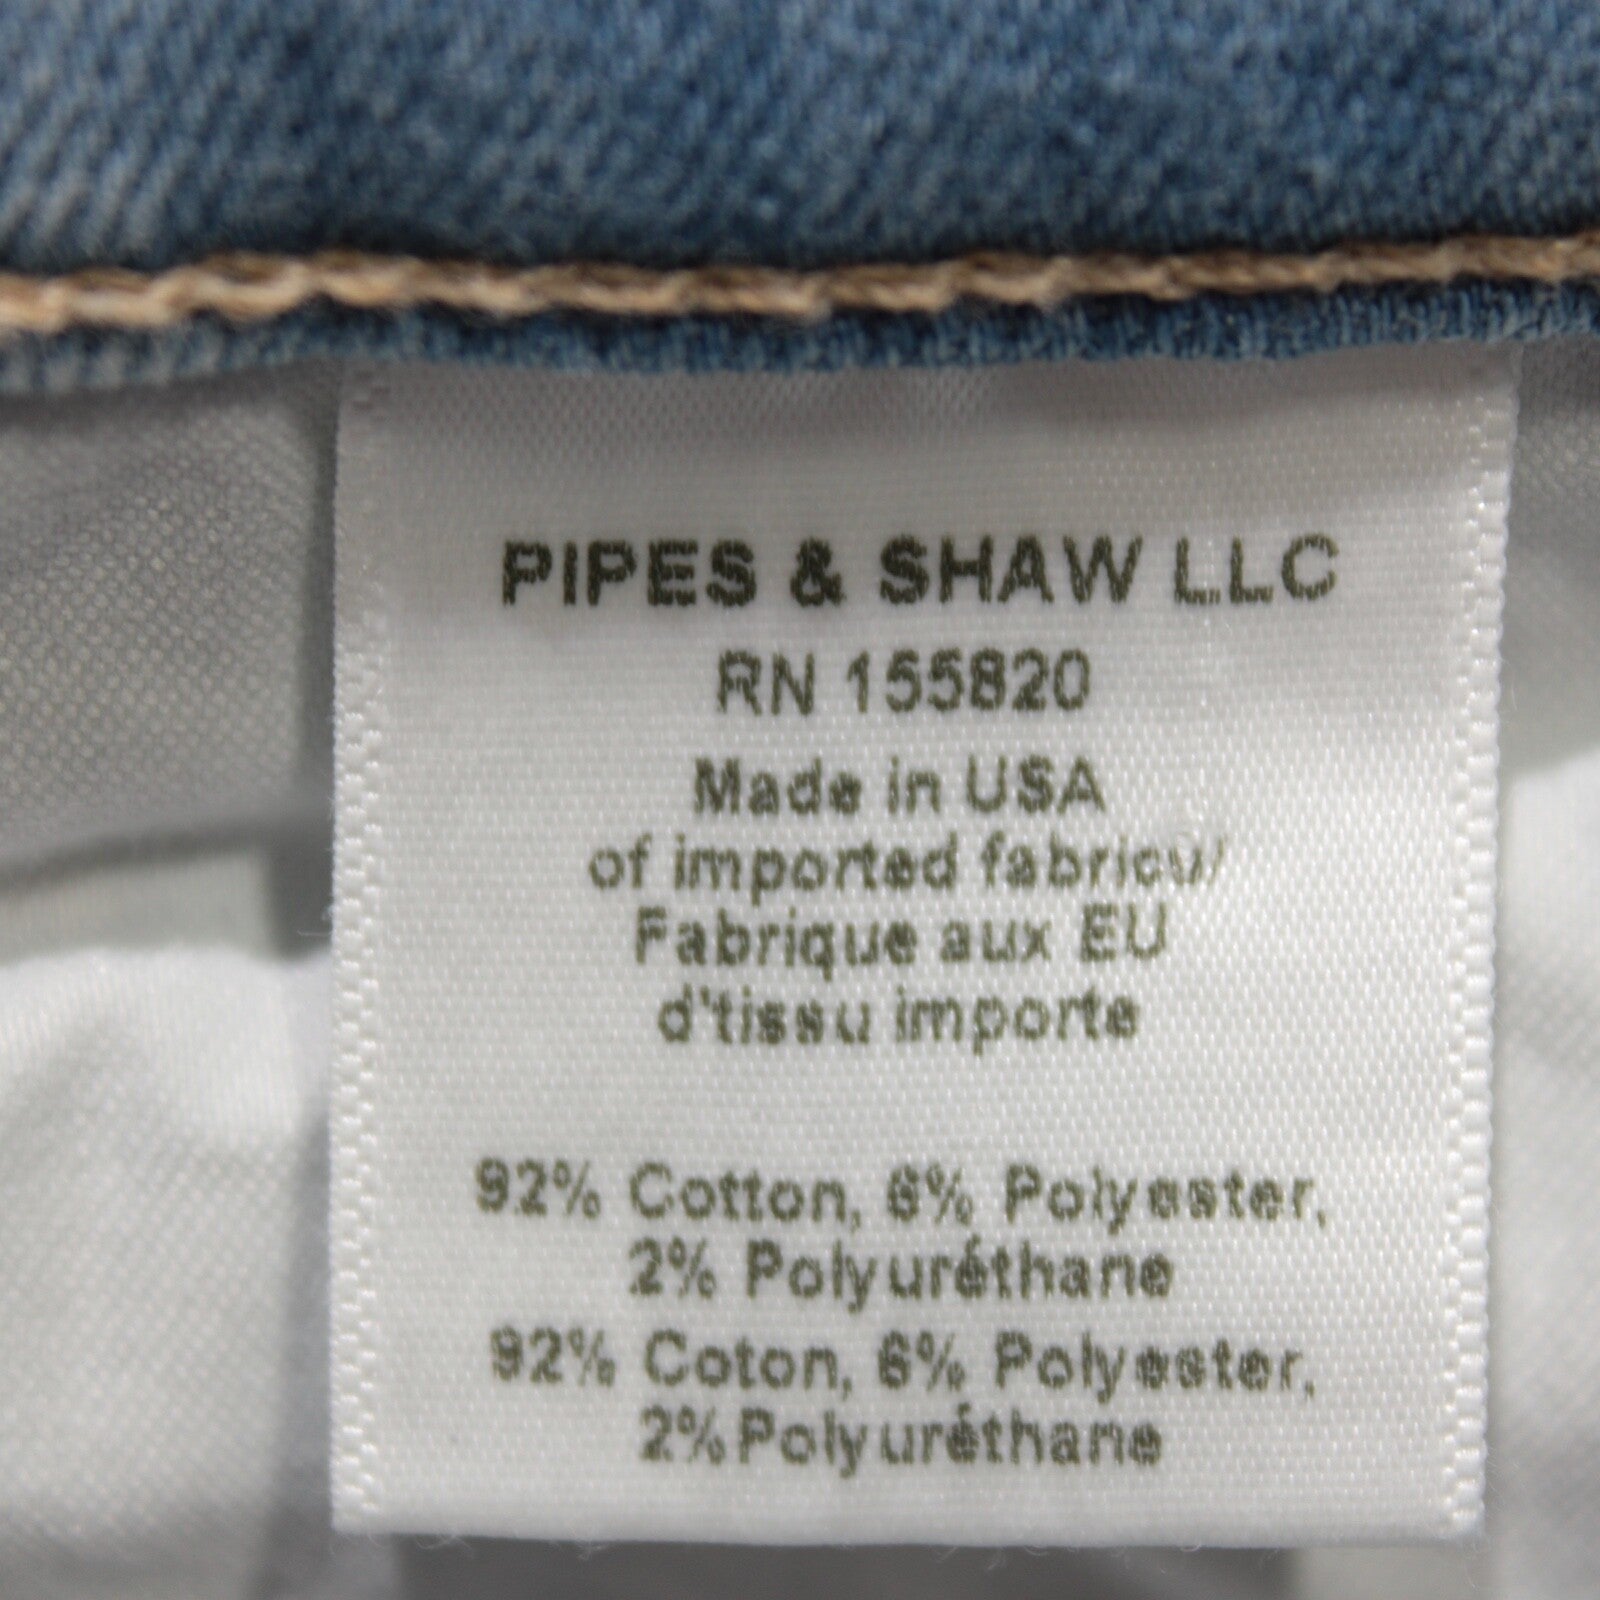 PIPES & SHAW LLC
RN 155820
Made in USA
of imported fabricú/
Fabrique aux EU
d'tissu importe
92% Cotton, 6% Polyester,
2% Polyuréthane
92% Coton, 6% Polyester,
2% Polyuréthane